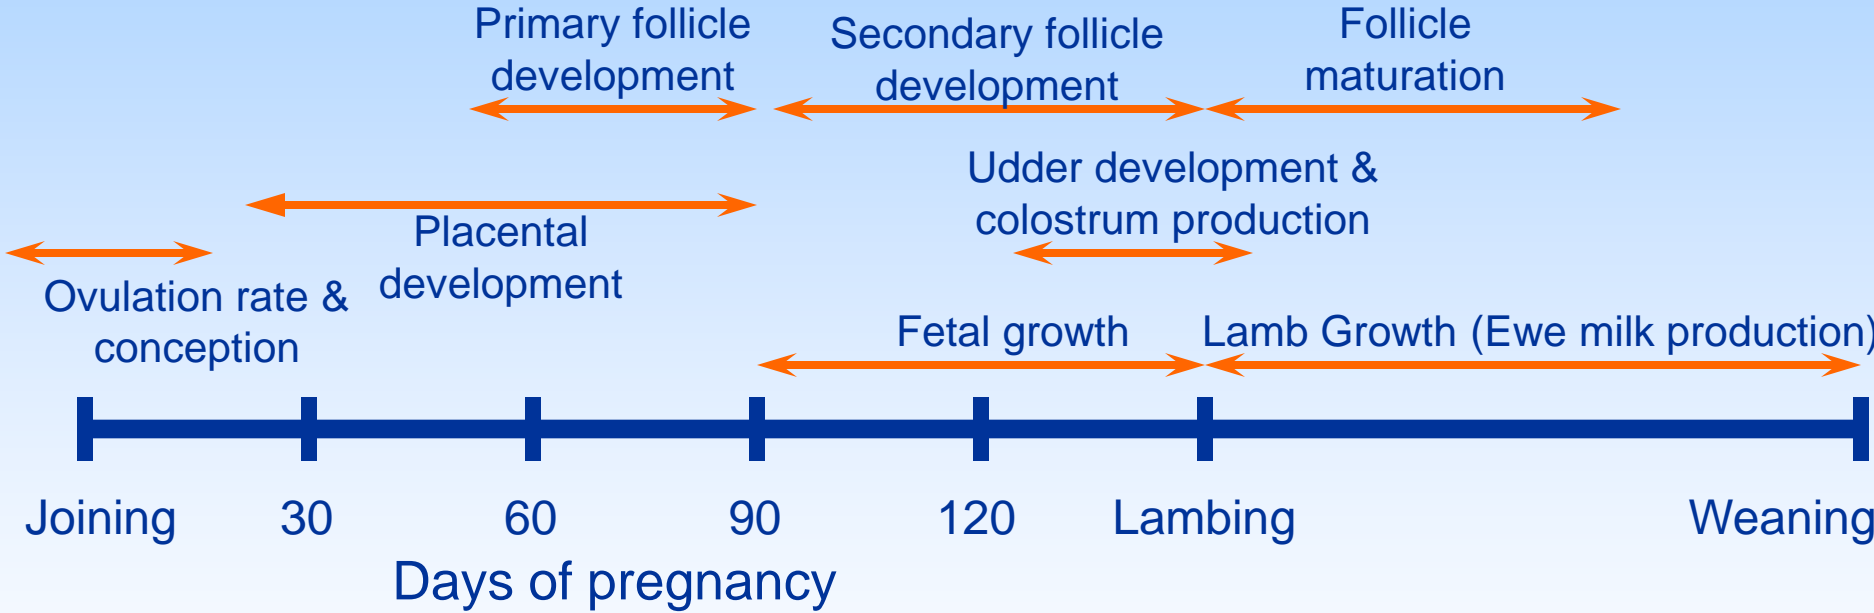 Primary follicle
development
Secondary follicle
development
Follicle
maturation
Udder development &
colostrum production
Placental
development
Ovulation rate &
conception
Fetal growth
Lamb Growth (Ewe milk production)
Joining
30
60
90
120
Lambing
Weaning
Days of pregnancy